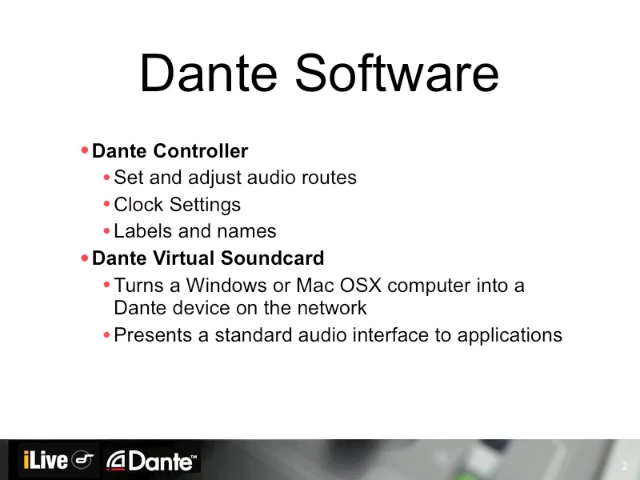 Dante Software
•Dante Controller
•Set and adjust audio routes
•Clock Settings
•Labels and names
•Dante Virtual Soundcard
•Turns a Windows or Mac OSX computer into a
Dante device on the network
•Presents a standard audio interface to applications
iLive Dante™ 2